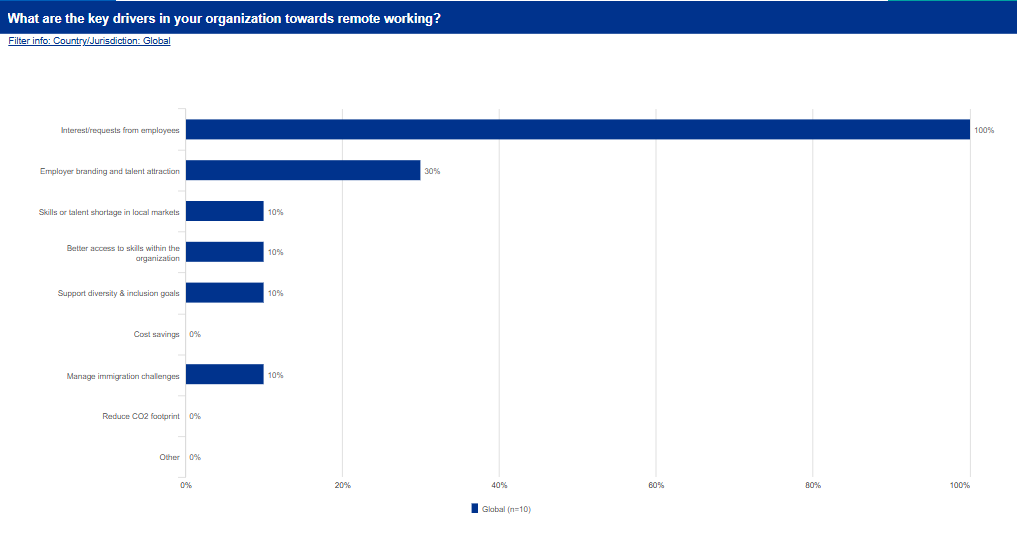 What are the key drivers in your organization towards remote working?
Filter info: Country/Jurisdiction: Global
Interest/requests from employees
100%
Employer branding and talent attraction
30%
Skills or talent shortage in local markets
10%
Better access to skills within the
organization
10%
Support diversity & inclusion goals
10%
Cost savings
0%
Manage immigration challenges
10%
Reduce CO2 footprint
0%
Other
0%
0% 20% 40% 60% 80% 100%
Global (n=10)